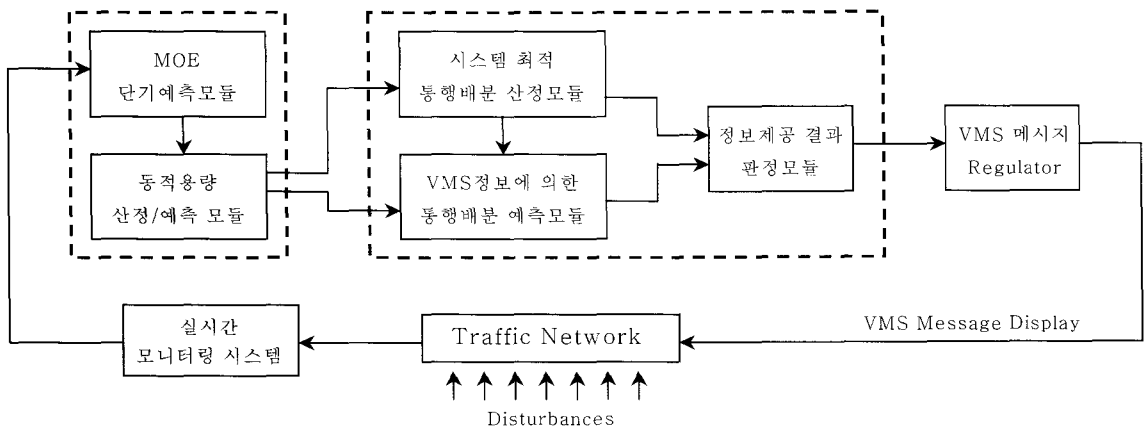 MOE
단기예측모듈
동적용량
산정/예측 모듈
시스템 최적
통행배분 산정모듈
VMS정보에 의한
통행배분 예측모듈
정보제공 결과
판정모듈
VMS 메시지
Regulator
실시간
모니터링 시스템
Traffic Network
VMS Message Display
Disturbances